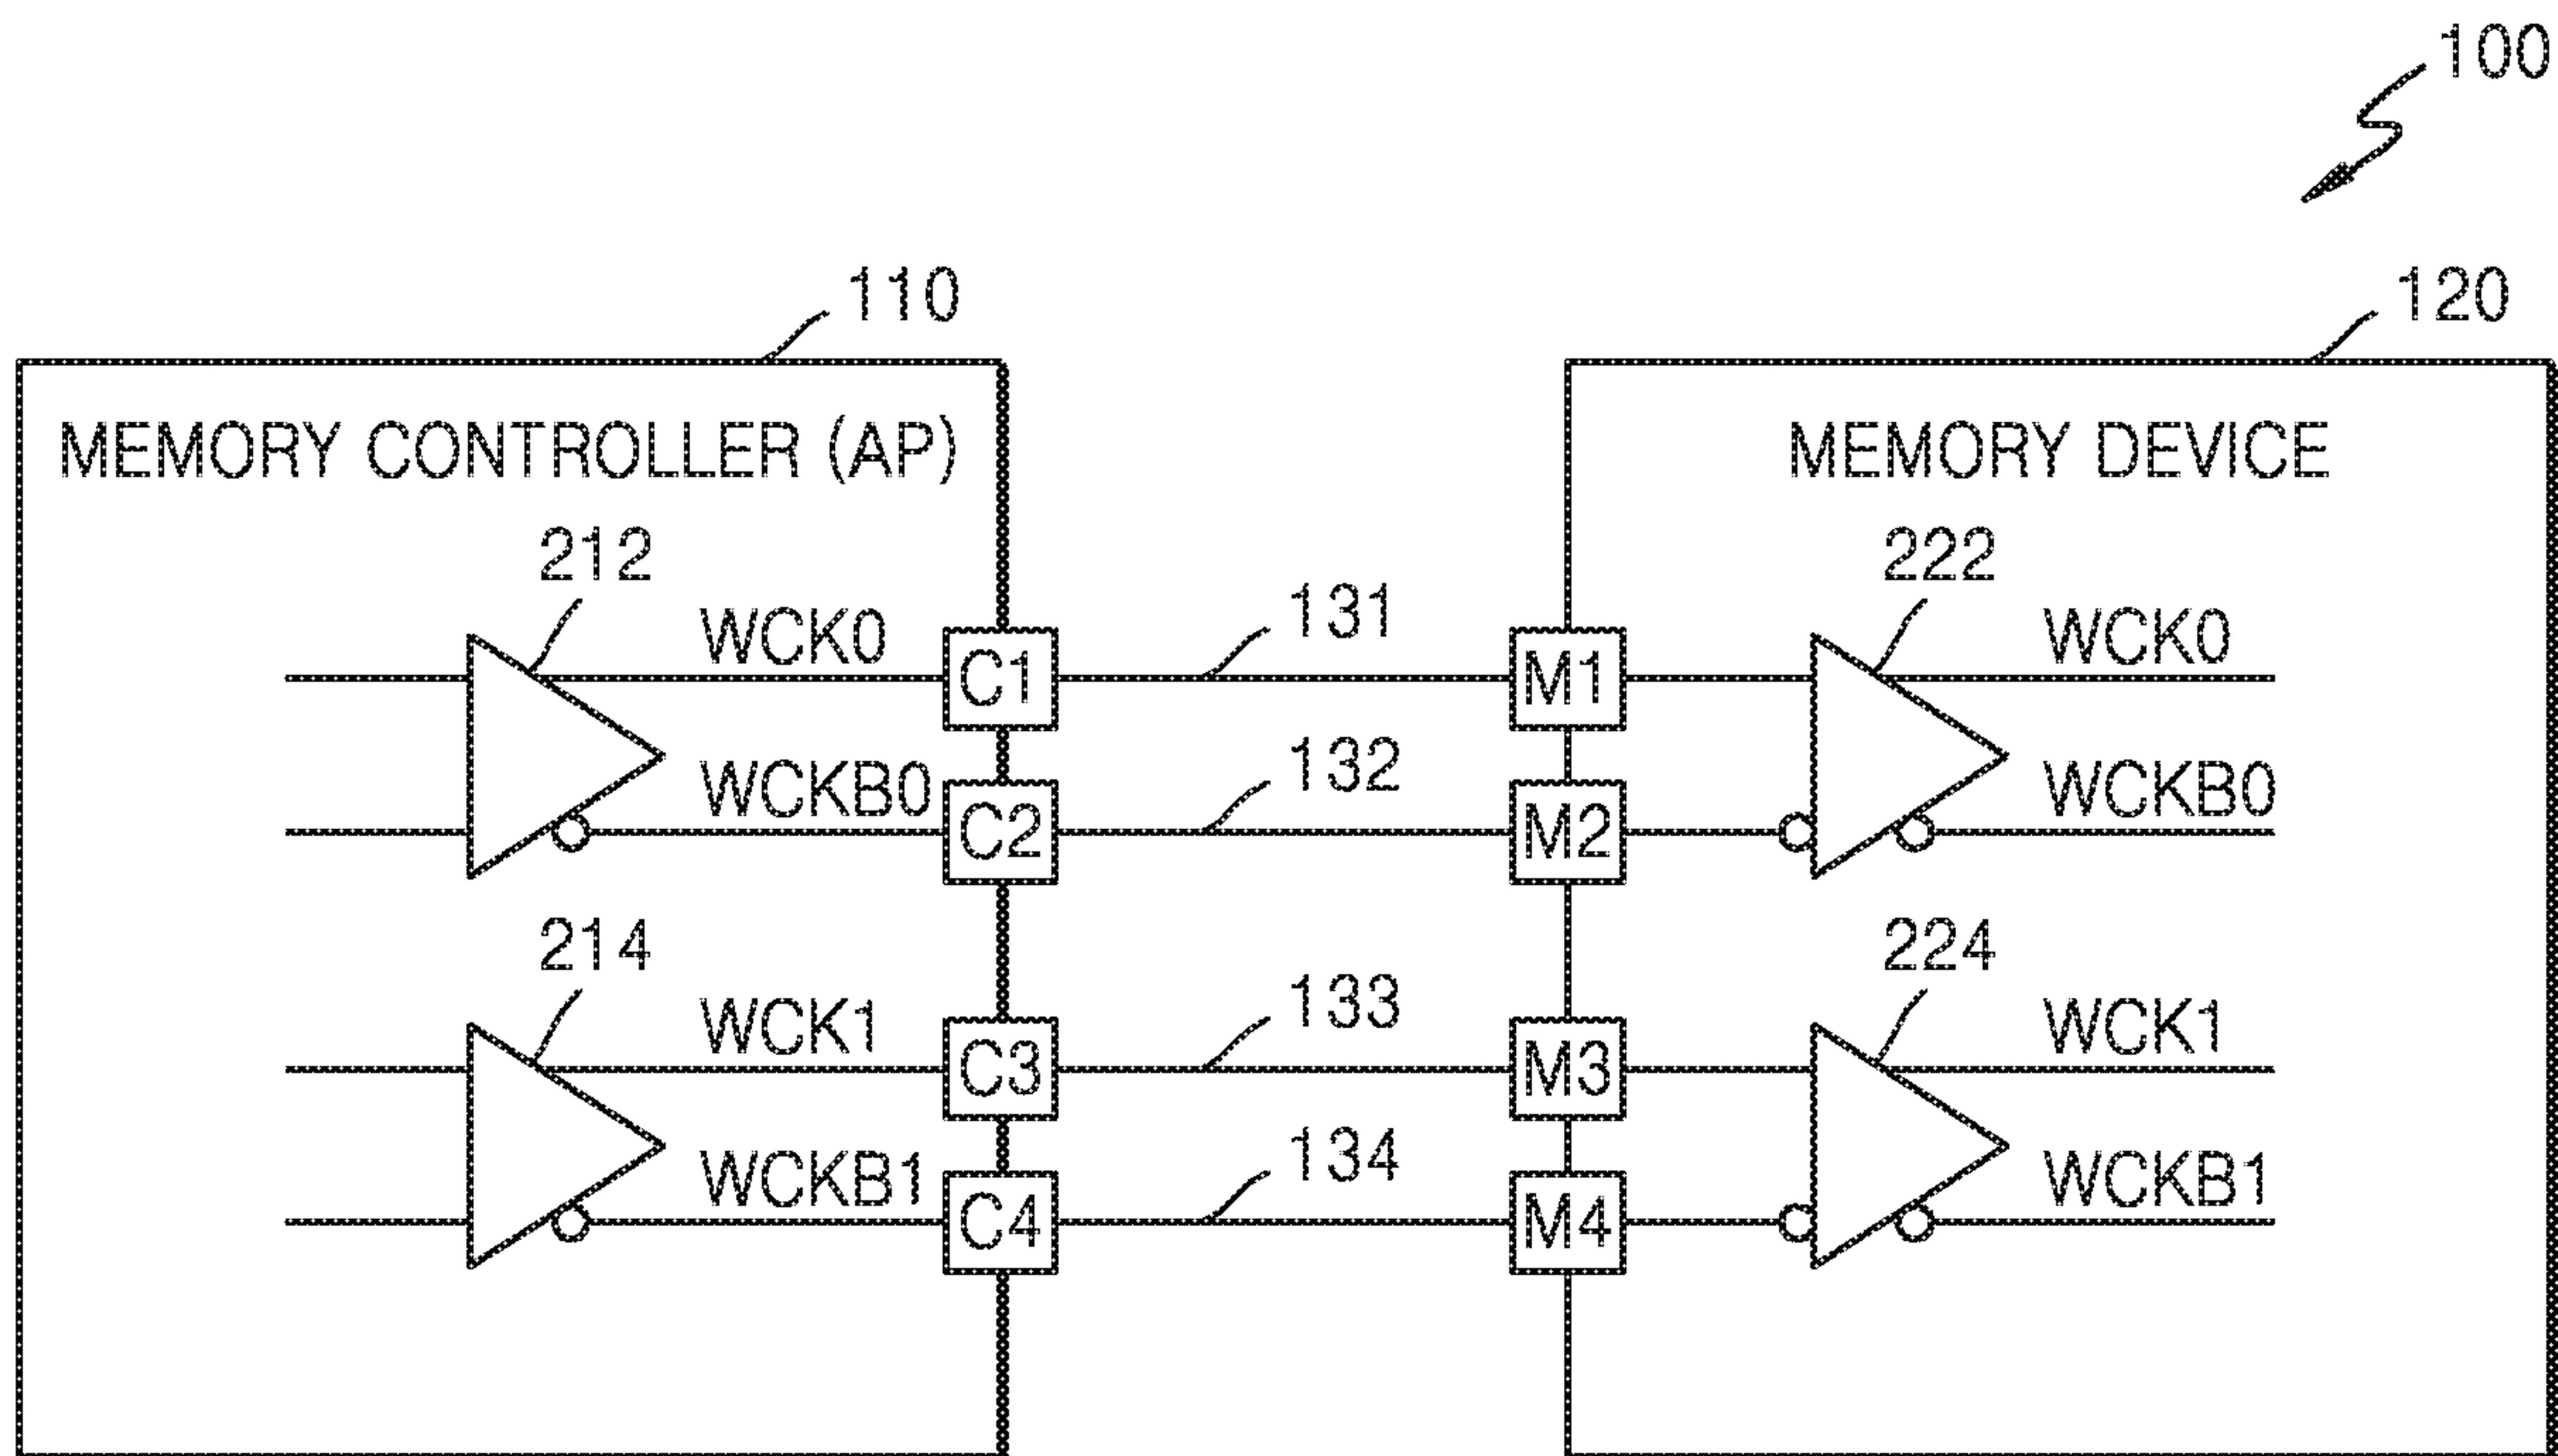 100
110
120
MEMORY CONTROLLER (AP)
MEMORY DEVICE
212
222
WCK0
C1
131
M1
WCK0
WCKB0
C2
132
M2
WCKB0
214
224
WCK1
C3
133
M3
WCK1
WCKB1
C4
134
M4
WCKB1